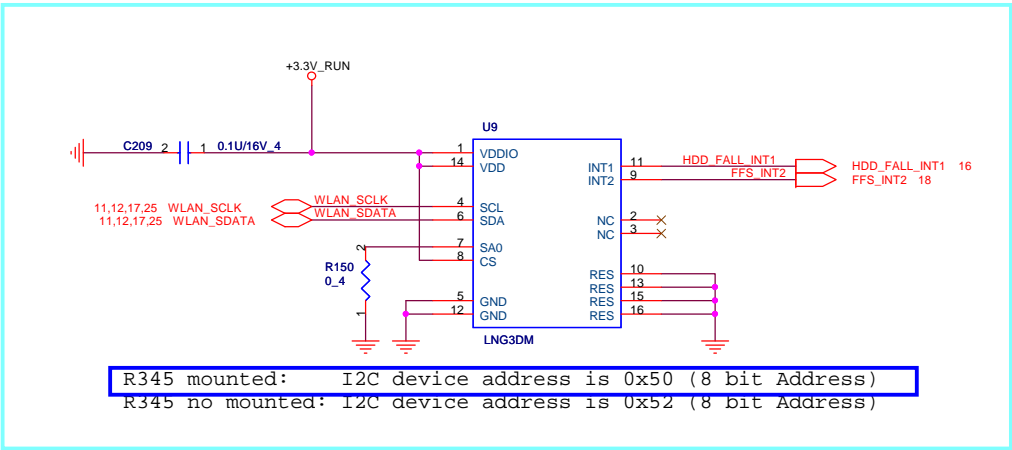 +3.3V_RUN
U9
C209 2 1 0.1U/16V_4
1 VDDIO
14 VDD
INT1 11 HDD_FALL_INT1 HDD_FALL_INT1 16
INT2 9 FFS_INT2 FFS_INT2 18
11,12,17,25 WLAN_SCLK WLAN_SCLK 4 SCL
11,12,17,25 WLAN_SDATA WLAN_SDATA 6 SDA
NC 2
NC 3
2 7 SA0
8 CS
R150
0_4
1
RES 10
RES 13
5 GND RES 15
12 GND RES 16
LNG3DM
R345 mounted: I2C device address is 0x50 (8 bit Address)
R345 no mounted: I2C device address is 0x52 (8 bit Address)